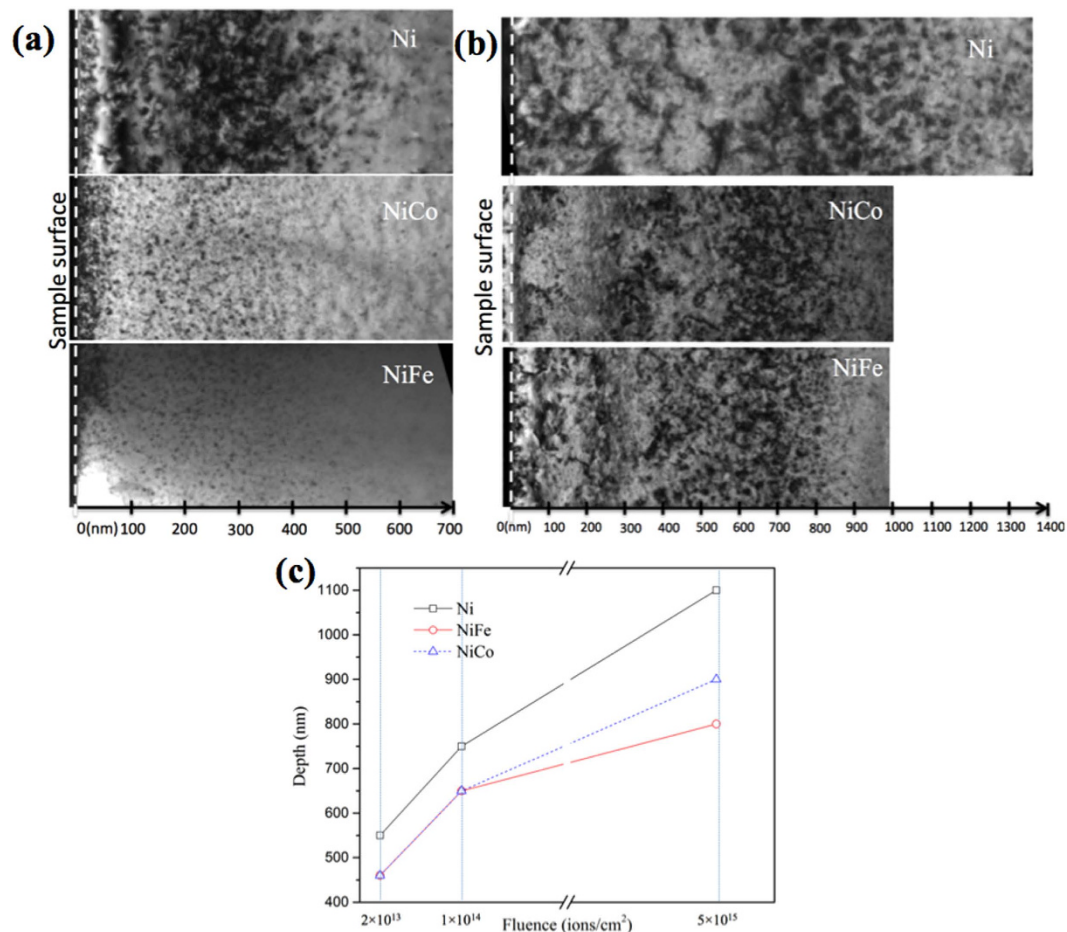 (a)
Ni
NiCo
NiFe
Sample surface
0(nm) 100 200 300 400 500 600 700
(b)
Ni
NiCo
NiFe
Sample surface
0(nm) 100 200 300 400 500 600 700 800 900 1000 1100 1200 1300 1400
(c)
Ni
NiFe
NiCo
Depth (nm)
1100
1000
900
800
700
600
500
400
2×10¹³ 1×10¹⁴ 5×10¹⁵
Fluence (ions/cm²)